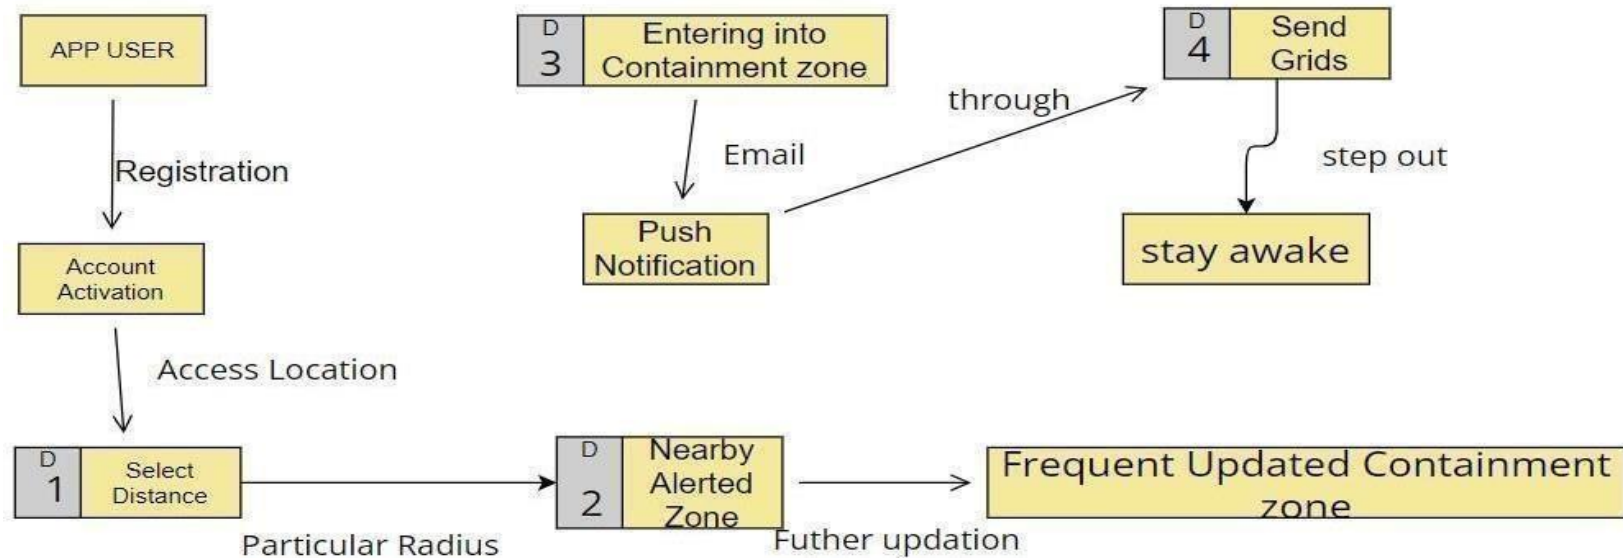 APP USER
Registration
Account
Activation
Access Location
D
1
Select
Distance
Particular Radius
D
2
Nearby
Alerted
Zone
Futher updation
Frequent Updated Containment
zone
D
3
Entering into
Containment zone
Email
Push
Notification
through
D
4
Send
Grids
step out
stay awake